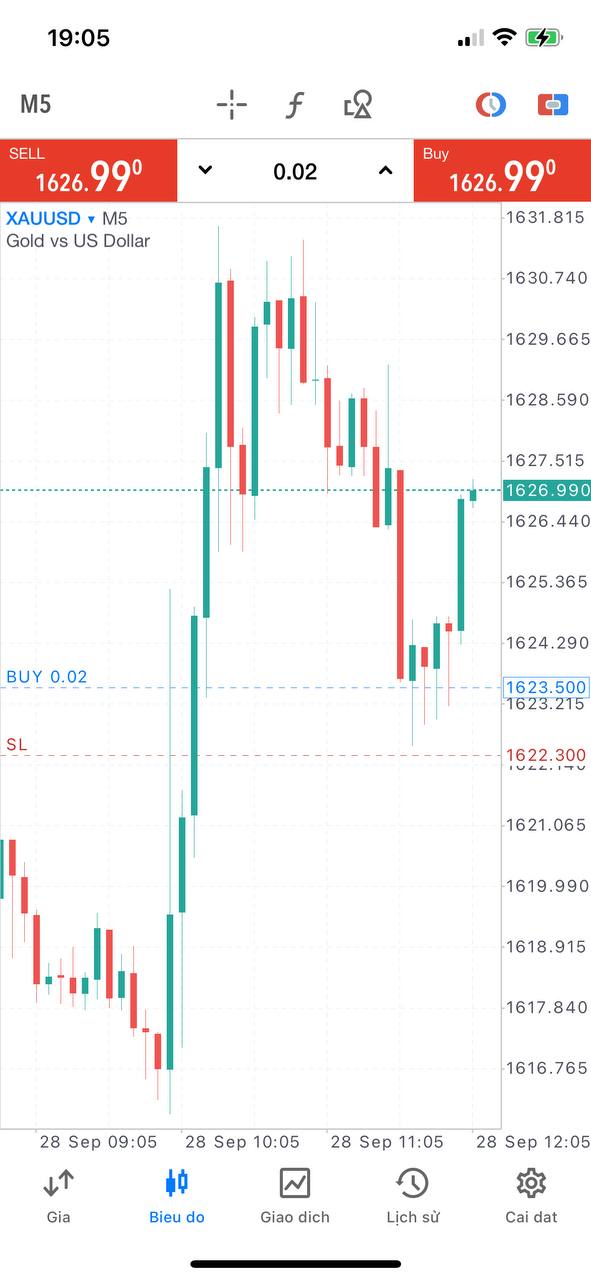 19:05
M5
SELL
1626.99⁰
0.02
Buy
1626.99⁰
XAUUSD ▾ M5
Gold vs US Dollar
1631.815
1630.740
1629.665
1628.590
1627.515
1626.990
1626.440
1625.365
1624.290
BUY 0.02
1623.500
1623.215
SL
1622.300
1622.140
1621.065
1619.990
1618.915
1617.840
1616.765
28 Sep 09:05
28 Sep 10:05
28 Sep 11:05
28 Sep 12:05
Gia
Bieu do
Giao dich
Lịch sử
Cai dat